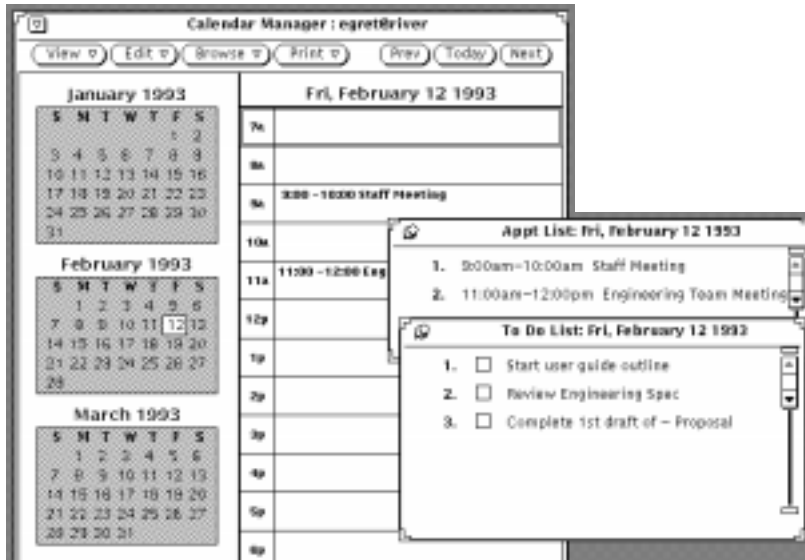 Calendar Manager : egret@river
View Edit Browse Print Prev Today Next
January 1993
S M T W T F S
1 2
3 4 5 6 7 8 9
10 11 12 13 14 15 16
17 18 19 20 21 22 23
24 25 26 27 28 29 30
31
February 1993
S M T W T F S
1 2 3 4 5 6
7 8 9 10 11 12 13
14 15 16 17 18 19 20
21 22 23 24 25 26 27
28
March 1993
S M T W T F S
1 2 3 4 5 6
7 8 9 10 11 12 13
14 15 16 17 18 19 20
21 22 23 24 25 26 27
28 29 30 31
Fri, February 12 1993
7a
8a
9a 9:00 -10:00 Staff Meeting
10a
11a 11:00 -12:00 Eng
12p
1p
2p
3p
4p
5p
6p
Appt List: Fri, February 12 1993
1. 9:00am-10:00am Staff Meeting
2. 11:00am-12:00pm Engineering Team Meeting
To Do List: Fri, February 12 1993
1. Start user guide outline
2. Review Engineering Spec
3. Complete 1st draft of - Proposal